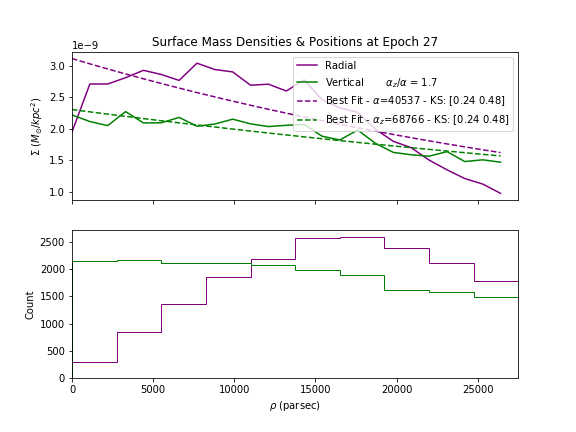 Surface Mass Densities & Positions at Epoch 27
1e−9
3.0
2.5
2.0
1.5
1.0
Σ (M⊙/kpc²)
Radial
Vertical α_z/α = 1.7
Best Fit - α=40537 - KS: [0.24 0.48]
Best Fit - α_z=68766 - KS: [0.24 0.48]
2500
2000
1500
1000
500
0
Count
0 5000 10000 15000 20000 25000
ρ (parsec)